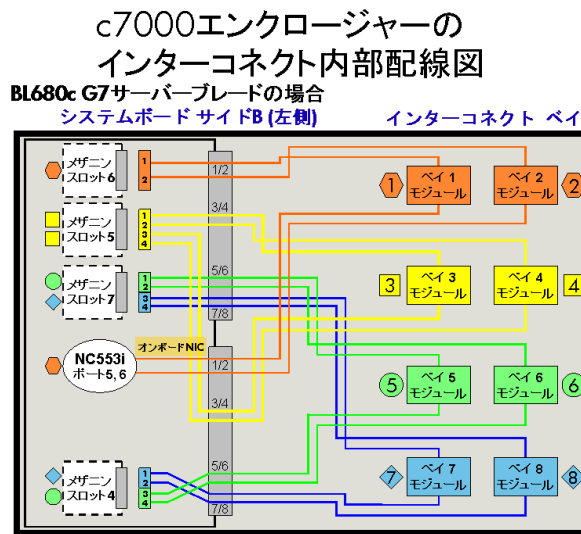 c7000エンクロージャーの
インターコネクト内部配線図
BL680c G7サーバーブレードの場合
システムボード サイドB (左側)
インターコネクト ベイ
メザニン
スロット6
1
2
1/2
ベイ 1
モジュール
1
ベイ 2
モジュール
2
メザニン
スロット5
1
2
3
4
3/4
3
ベイ 3
モジュール
ベイ 4
モジュール
4
メザニン
スロット7
1
2
3
4
5/6
7/8
オンボードNIC
NC553i
ポート5, 6
1/2
3/4
5
ベイ 5
モジュール
ベイ 6
モジュール
6
メザニン
スロット4
1
2
3
4
5/6
7/8
7
ベイ 7
モジュール
ベイ 8
モジュール
8